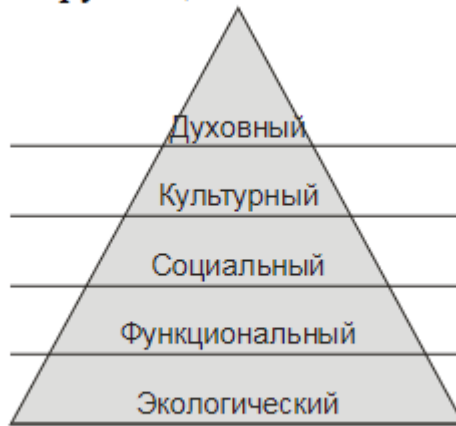 Духовный
Культурный
Социальный
Функциональный
Экологический